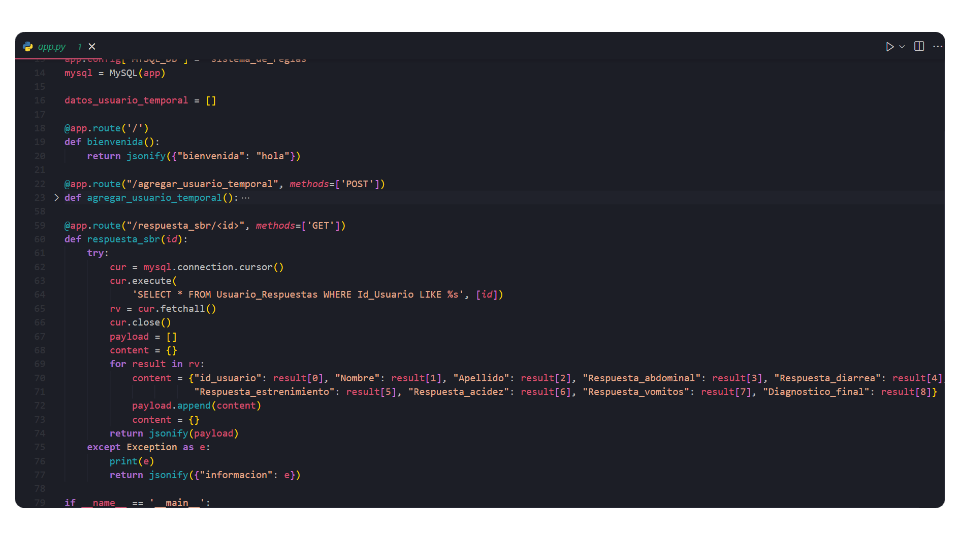 app.py 1
13 app.config['MYSQL_DB'] = 'sistema_de_reglas'
14 mysql = MySQL(app)
15
16 datos_usuario_temporal = []
17
18 @app.route('/')
19 def bienvenida():
20     return jsonify({"bienvenida": "hola"})
21
22 @app.route("/agregar_usuario_temporal", methods=['POST'])
23 def agregar_usuario_temporal():···
58
59 @app.route("/respuesta_sbr/<id>", methods=['GET'])
60 def respuesta_sbr(id):
61     try:
62         cur = mysql.connection.cursor()
63         cur.execute(
64             'SELECT * FROM Usuario_Respuestas WHERE Id_Usuario LIKE %s', [id])
65         rv = cur.fetchall()
66         cur.close()
67         payload = []
68         content = {}
69         for result in rv:
70             content = {"id_usuario": result[0], "Nombre": result[1], "Apellido": result[2], "Respuesta_abdominal": result[3], "Respuesta_diarrea": result[4],
71                        "Respuesta_estrenimiento": result[5], "Respuesta_acidez": result[6], "Respuesta_vomitos": result[7], "Diagnostico_final": result[8]}
72             payload.append(content)
73             content = {}
74         return jsonify(payload)
75     except Exception as e:
76         print(e)
77         return jsonify({"informacion": e})
78
79 if __name__ == '__main__':